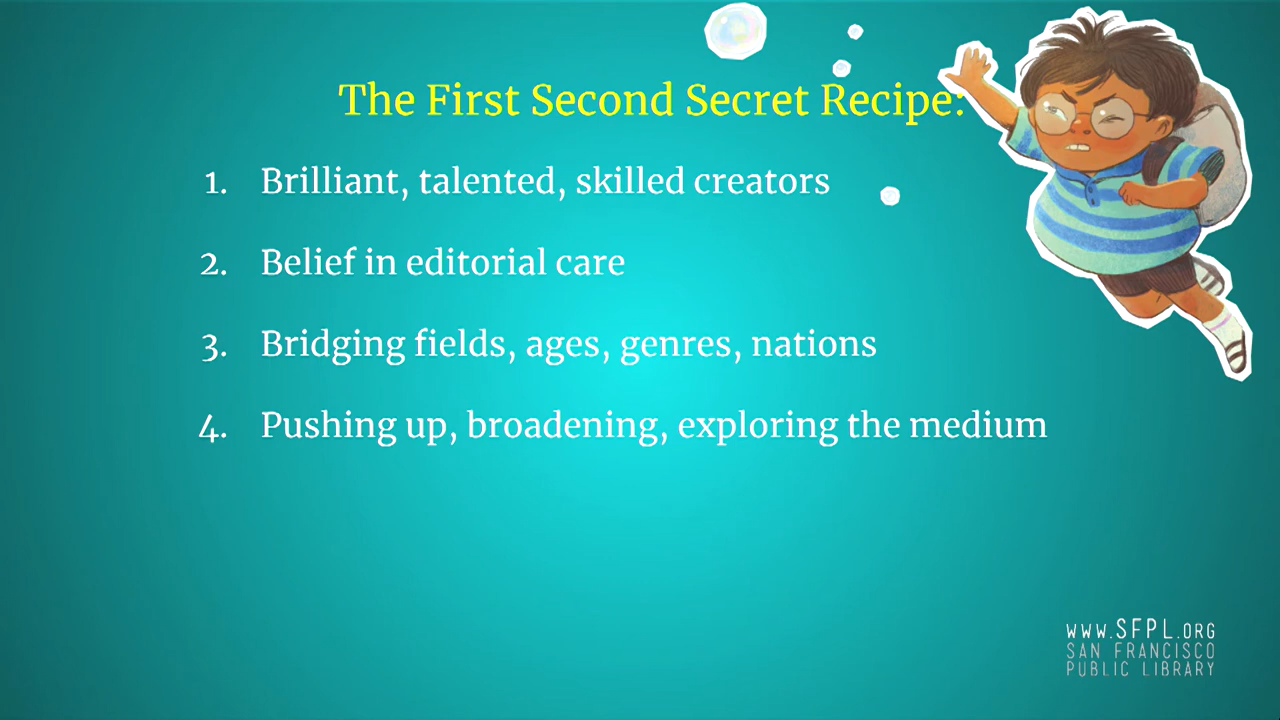 The First Second Secret Recipe:
1. Brilliant, talented, skilled creators
2. Belief in editorial care
3. Bridging fields, ages, genres, nations
4. Pushing up, broadening, exploring the medium
WWW.SFPL.ORG
SAN FRANCISCO
PUBLIC LIBRARY